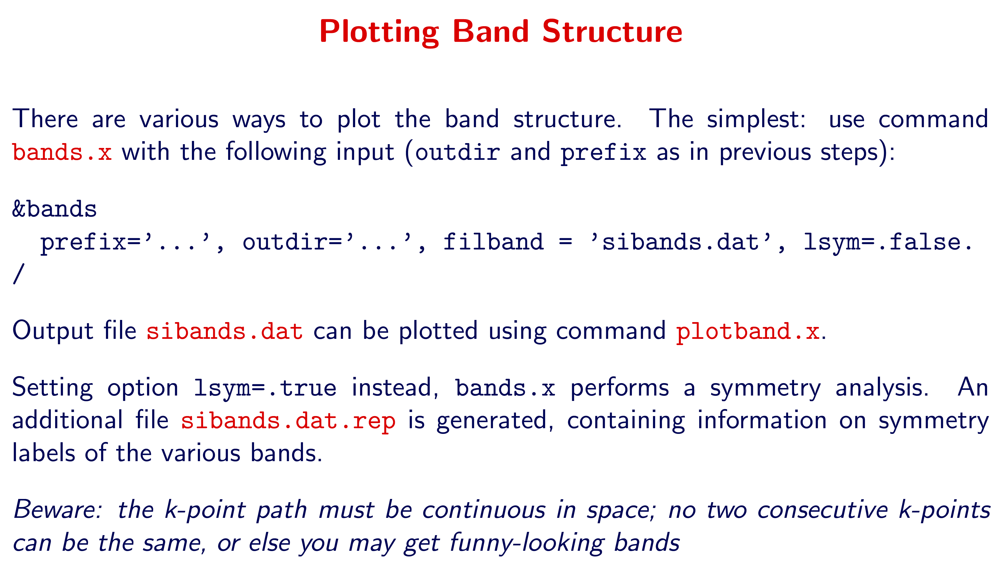 Plotting Band Structure
There are various ways to plot the band structure. The simplest: use command
bands.x with the following input (outdir and prefix as in previous steps):
&bands
  prefix='...', outdir='...', filband = 'sibands.dat', lsym=.false.
/
Output file sibands.dat can be plotted using command plotband.x.
Setting option lsym=.true instead, bands.x performs a symmetry analysis. An
additional file sibands.dat.rep is generated, containing information on symmetry
labels of the various bands.
Beware: the k-point path must be continuous in space; no two consecutive k-points
can be the same, or else you may get funny-looking bands